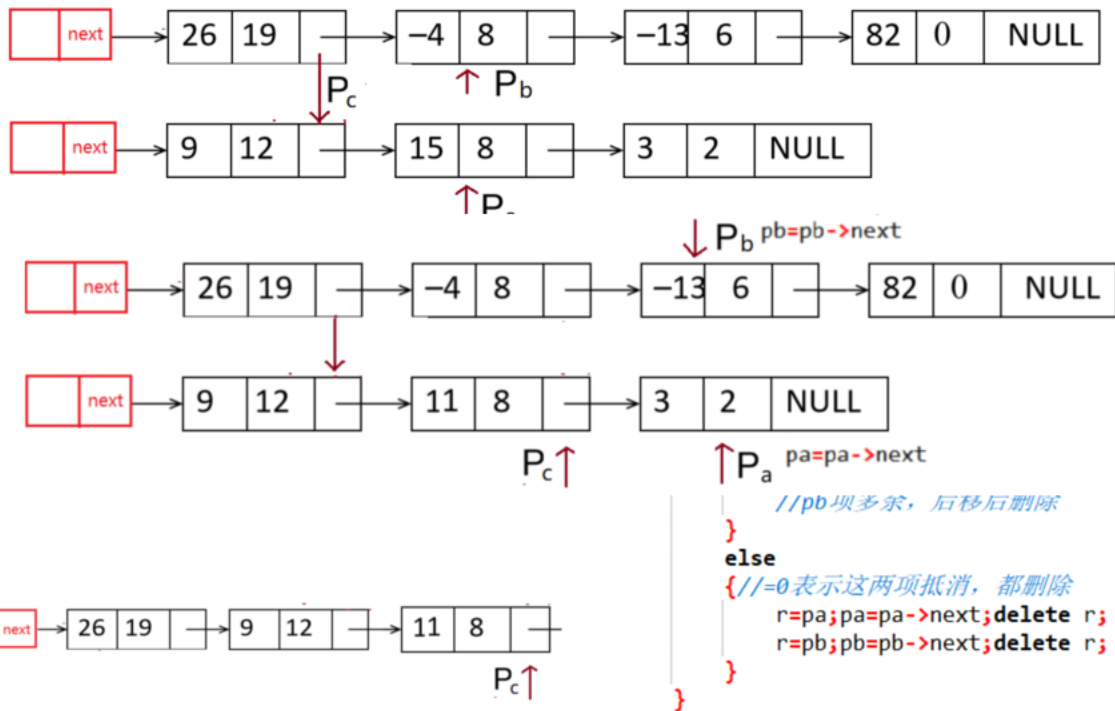 next 26 19 −4 8 −13 6 82 0 NULL
Pc Pb
next 9 12 15 8 3 2 NULL
Pb pb=pb->next
next 26 19 −4 8 −13 6 82 0 NULL
next 9 12 11 8 3 2 NULL
Pc Pa pa=pa->next
//pb项多余，后移后删除
}
else
{//=0表示这两项抵消，都删除
r=pa;pa=pa->next;delete r;
r=pb;pb=pb->next;delete r;
}
}
next 26 19 9 12 11 8
Pc